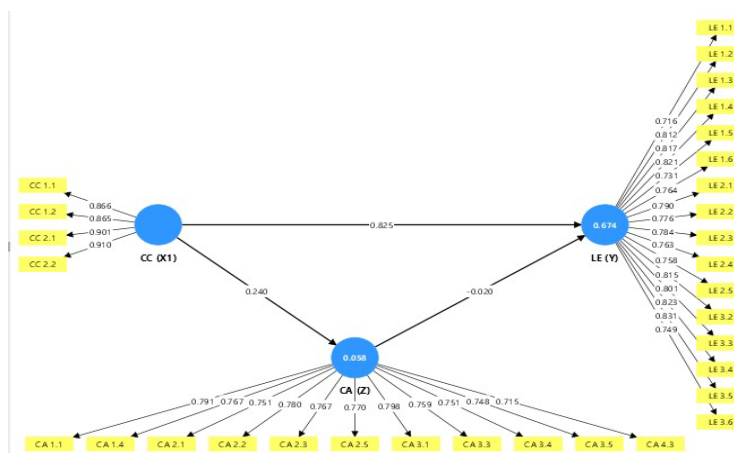 LE 1.1
LE 1.2
LE 1.3
LE 1.4
LE 1.5
LE 1.6
LE 2.1
LE 2.2
LE 2.3
LE 2.4
LE 2.5
LE 3.2
LE 3.3
LE 3.4
LE 3.5
LE 3.6
0.716
0.812
0.817
0.821
0.731
0.764
0.790
0.776
0.784
0.763
0.758
0.815
0.801
0.823
0.831
0.749
CC 1.1
CC 1.2
CC 2.1
CC 2.2
0.866
0.865
0.901
0.910
CC (X1)
0.825
0.674
LE (Y)
0.240
-0.020
0.058
CA (Z)
0.791 0.767 0.751 0.780 0.767 0.770 0.798 0.759 0.751 0.748 0.715
CA 1.1 CA 1.4 CA 2.1 CA 2.2 CA 2.3 CA 2.5 CA 3.1 CA 3.3 CA 3.4 CA 3.5 CA 4.3